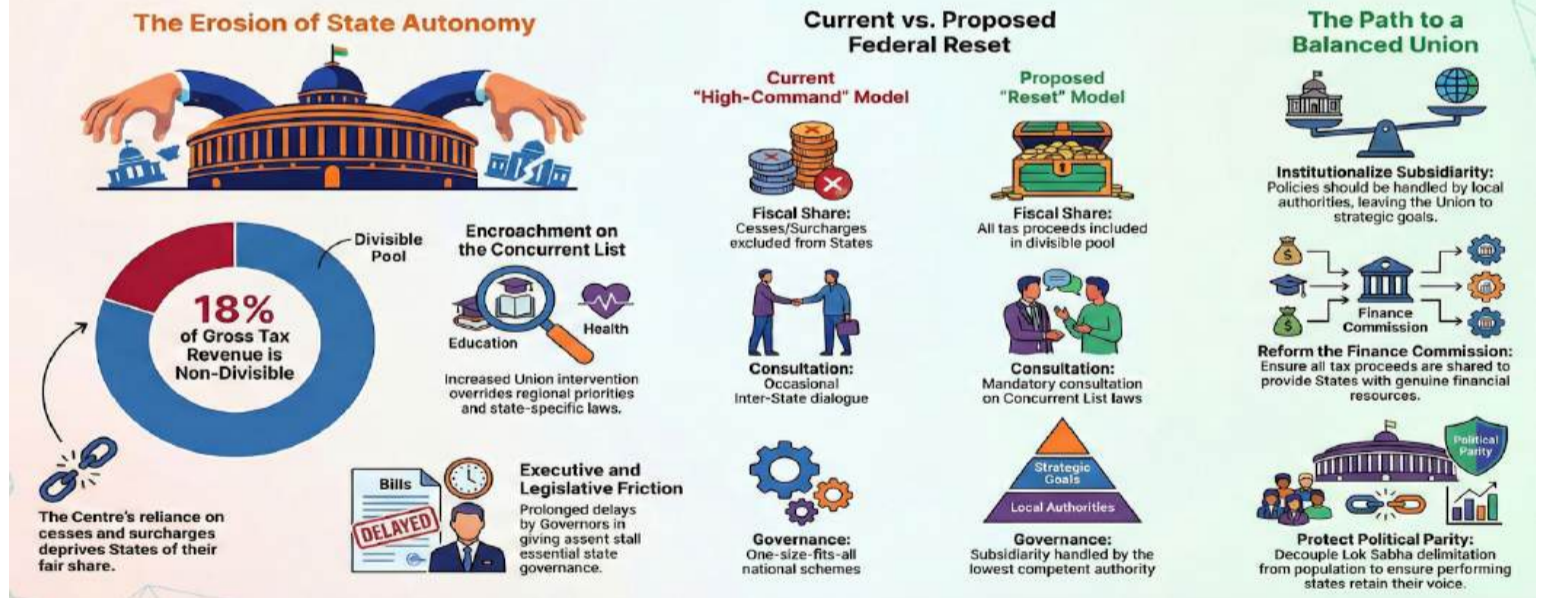 The Erosion of State Autonomy
Divisible
Pool
18%
of Gross Tax
Revenue is
Non-Divisible
The Centre's reliance on
cesses and surcharges
deprives States of their
fair share.
Encroachment on
the Concurrent List
Education
Health
Increased Union intervention
overrides regional priorities
and state-specific laws.
Bills
DELAYED
Executive and
Legislative Friction
Prolonged delays
by Governors in
giving assent stall
essential state
governance.
Current vs. Proposed
Federal Reset
Current
"High-Command" Model
Proposed
"Reset" Model
Fiscal Share:
Cesses/Surcharges
excluded from States
Fiscal Share:
All tax proceeds included
in divisible pool
Consultation:
Occasional
Inter-State dialogue
Consultation:
Mandatory consultation
on Concurrent List laws
Strategic
Goals
Local Authorities
Governance:
One-size-fits-all
national schemes
Governance:
Subsidiarity handled by the
lowest competent authority
The Path to a
Balanced Union
Institutionalize Subsidiarity:
Policies should be handled by local
authorities, leaving the Union to
strategic goals.
$
$
Finance
Commission
Reform the Finance Commission:
Ensure all tax proceeds are shared to
provide States with genuine financial
resources.
Political
Parity
Protect Political Parity:
Decouple Lok Sabha delimitation
from population to ensure performing
states retain their voice.